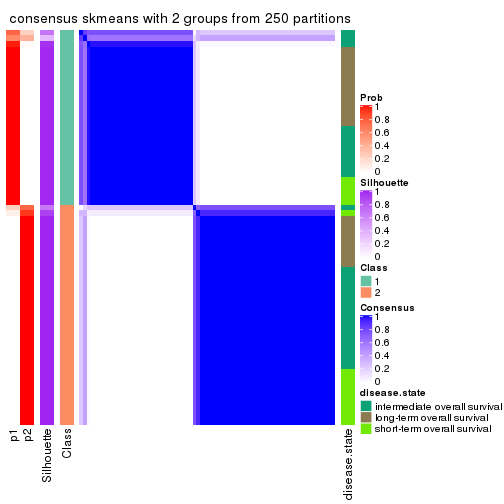 consensus skmeans with 2 groups from 250 partitions
Prob
1
0.8
0.6
0.4
0.2
0
Silhouette
1
0.8
0.6
0.4
0.2
0
Class
1
2
Consensus
1
0.8
0.6
0.4
0.2
0
disease.state
intermediate overall survival
long-term overall survival
short-term overall survival
p1
p2
Silhouette
Class
disease.state